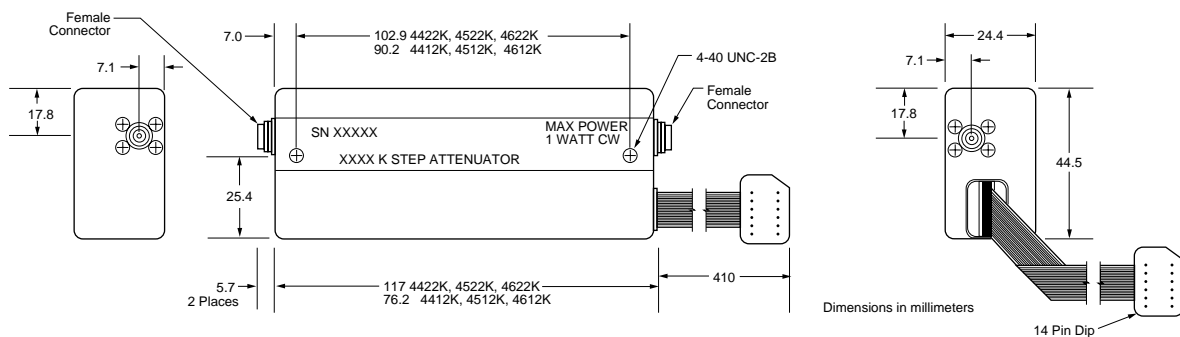 Female
Connector
7.1
17.8
7.0
102.9 4422K, 4522K, 4622K
90.2 4412K, 4512K, 4612K
4-40 UNC-2B
Female
Connector
SN XXXXX
MAX POWER
1 WATT CW
XXXX K STEP ATTENUATOR
25.4
5.7
2 Places
117 4422K, 4522K, 4622K
76.2 4412K, 4512K, 4612K
410
24.4
7.1
17.8
44.5
Dimensions in millimeters
14 Pin Dip